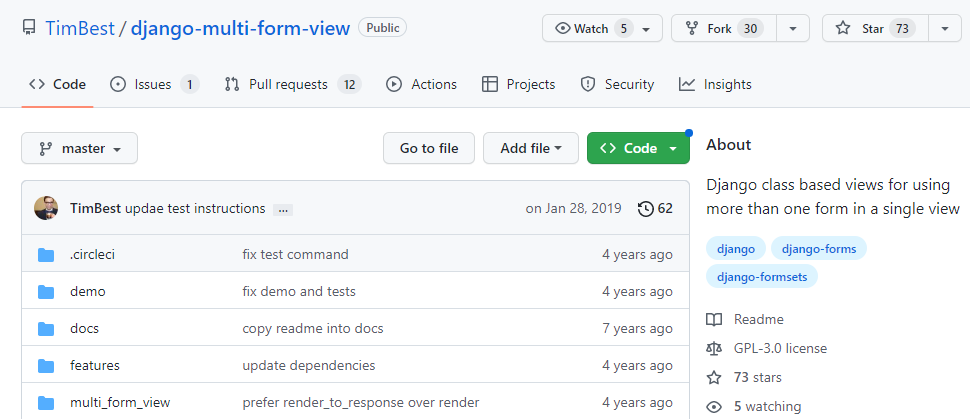 TimBest / django-multi-form-view Public Watch 5 Fork 30 Star 73
Code Issues 1 Pull requests 12 Actions Projects Security Insights
master Go to file Add file Code
TimBest updae test instructions ... on Jan 28, 2019 62
.circleci fix test command 4 years ago
demo fix demo and tests 4 years ago
docs copy readme into docs 7 years ago
features update dependencies 4 years ago
multi_form_view prefer render_to_response over render 4 years ago
About
Django class based views for using
more than one form in a single view
django django-forms
django-formsets
Readme
GPL-3.0 license
73 stars
5 watching